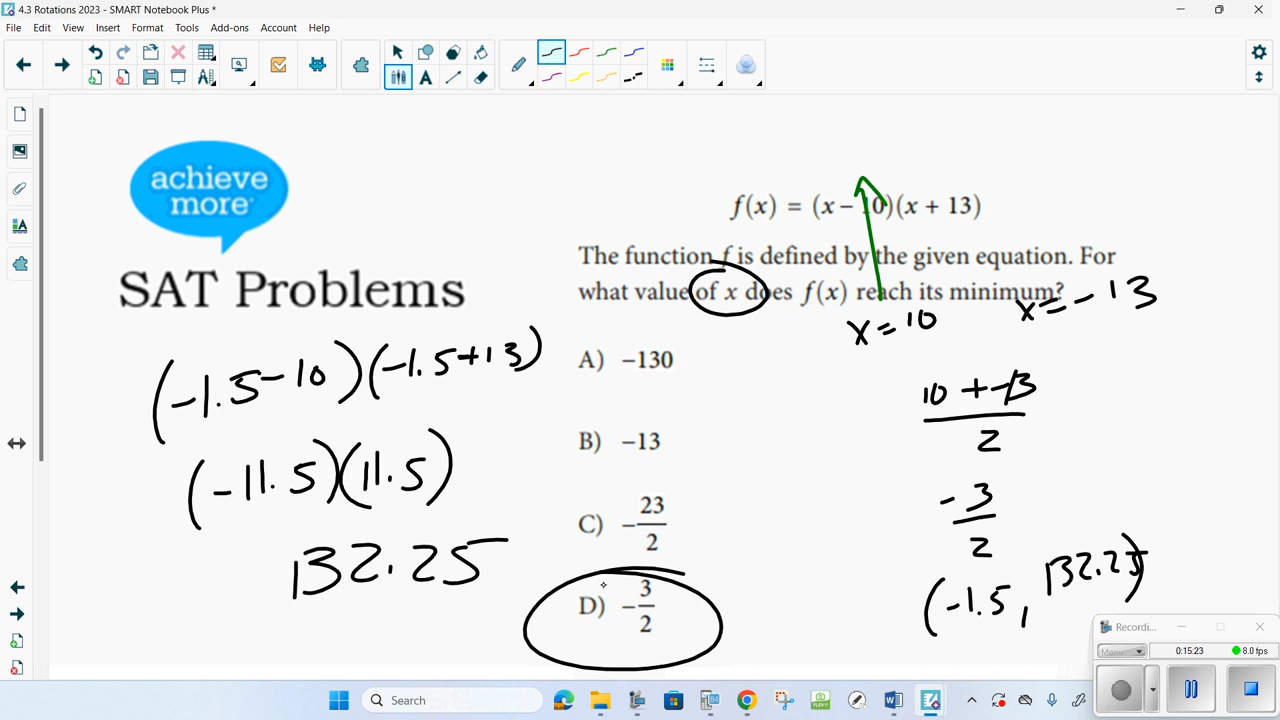 4.3 Rotations 2023 - SMART Notebook Plus *
File Edit View Insert Format Tools Add-ons Account Help
achieve
more
SAT Problems
f(x) = (x − 10)(x + 13)
The function f is defined by the given equation. For
what value of x does f(x) reach its minimum?
x = 10
x = -13
A) −130
B) −13
C) −23/2
D) −3/2
(-1.5-10)(-1.5+13)
(-11.5)(11.5)
132.25
10 + -13
2
-3
2
(-1.5, 132.25)
Recordi...
Menu
0:15:23
8.0 fps
Search